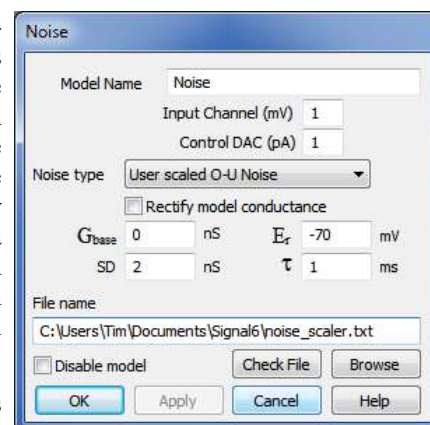 Noise
Model Name Noise
Input Channel (mV) 1
Control DAC (pA) 1
Noise type User scaled O-U Noise
Rectify model conductance
Gbase 0 nS Er -70 mV
SD 2 nS τ 1 ms
File name
C:\Users\Tim\Documents\Signal6\noise_scaler.txt
Disable model Check File Browse
OK Apply Cancel Help